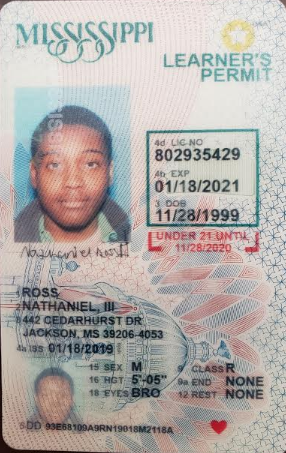 MISSISSIPPI
LEARNER'S
PERMIT
4d LIC NO
802935429
4b EXP
01/18/2021
3 DOB
11/28/1999
UNDER 21 UNTIL
11/28/2020
Nathaniel Ross III
1 ROSS
2 NATHANIEL, III
8 442 CEDARHURST DR
JACKSON, MS 39206-4053
4a ISS 01/18/2019
15 SEX M
16 HGT 5'-05"
18 EYES BRO
9 CLASS R
9a END NONE
12 REST NONE
5 DD 93E68109A9RN19018M2118A